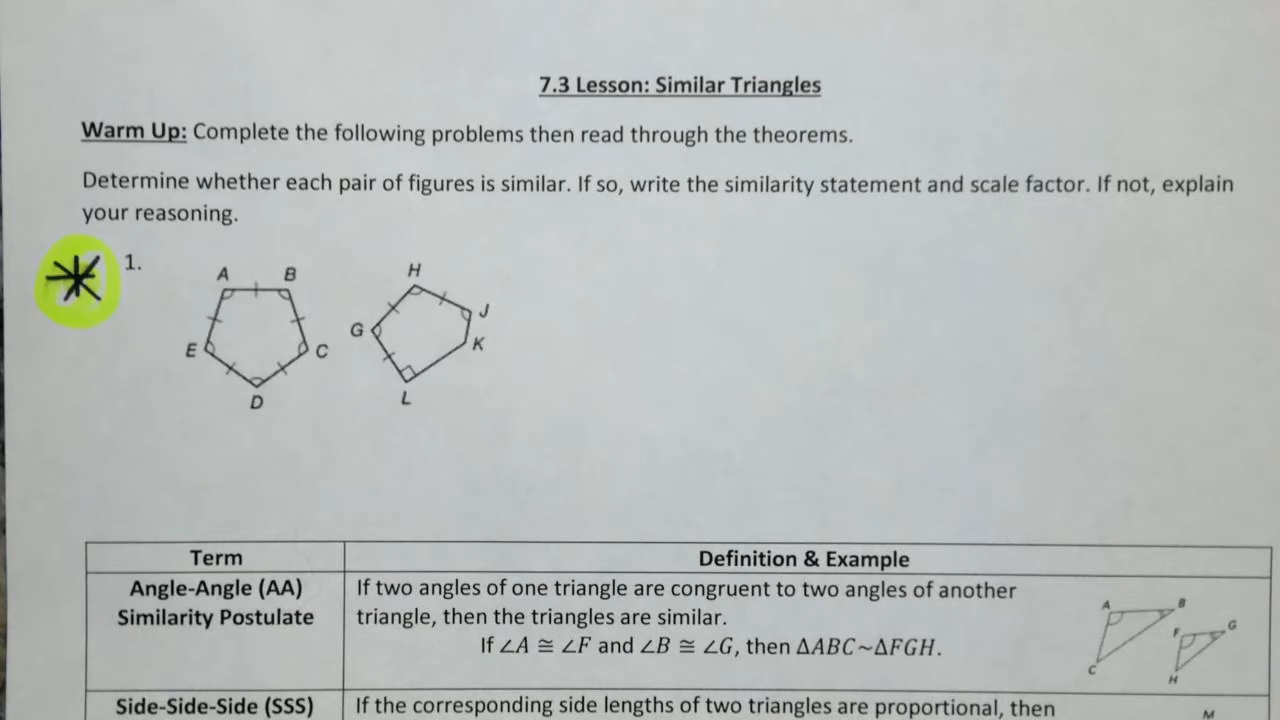 7.3 Lesson: Similar Triangles
Warm Up: Complete the following problems then read through the theorems.
Determine whether each pair of figures is similar. If so, write the similarity statement and scale factor. If not, explain
your reasoning.
1.
A B
H
J
G
K
E C
D
L
Term Definition & Example
Angle-Angle (AA)
Similarity Postulate
If two angles of one triangle are congruent to two angles of another
triangle, then the triangles are similar.
If ∠A ≅ ∠F and ∠B ≅ ∠G, then ΔABC~ΔFGH.
A B
F G
C
H
Side-Side-Side (SSS)
If the corresponding side lengths of two triangles are proportional, then
M